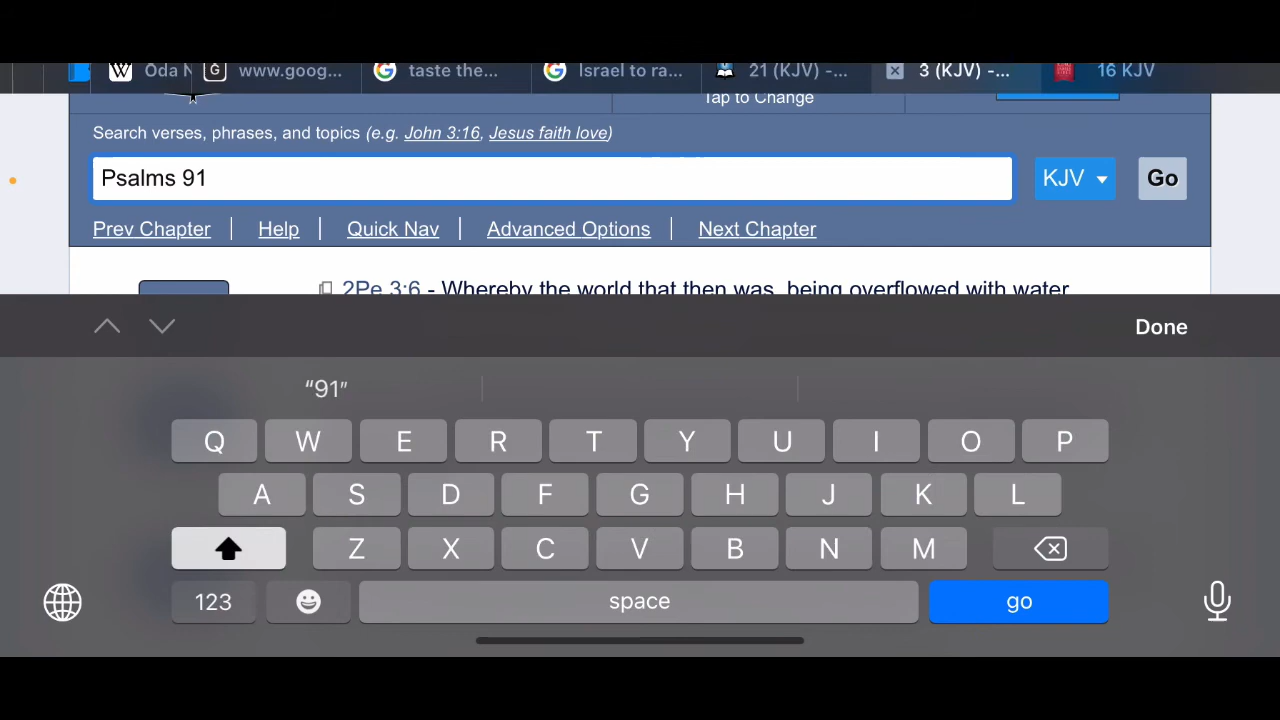 Oda N www.goog... taste the... Israel to ra... 21 (KJV) -... 3 (KJV) -... 16 KJV
Tap to Change
Search verses, phrases, and topics (e.g. John 3:16, Jesus faith love)
Psalms 91 KJV Go
Prev Chapter Help Quick Nav Advanced Options Next Chapter
2Pe 3:6 - Whereby the world that then was, being overflowed with water
Done
“91”
Q W E R T Y U I O P
A S D F G H J K L
Z X C V B N M
123 space go